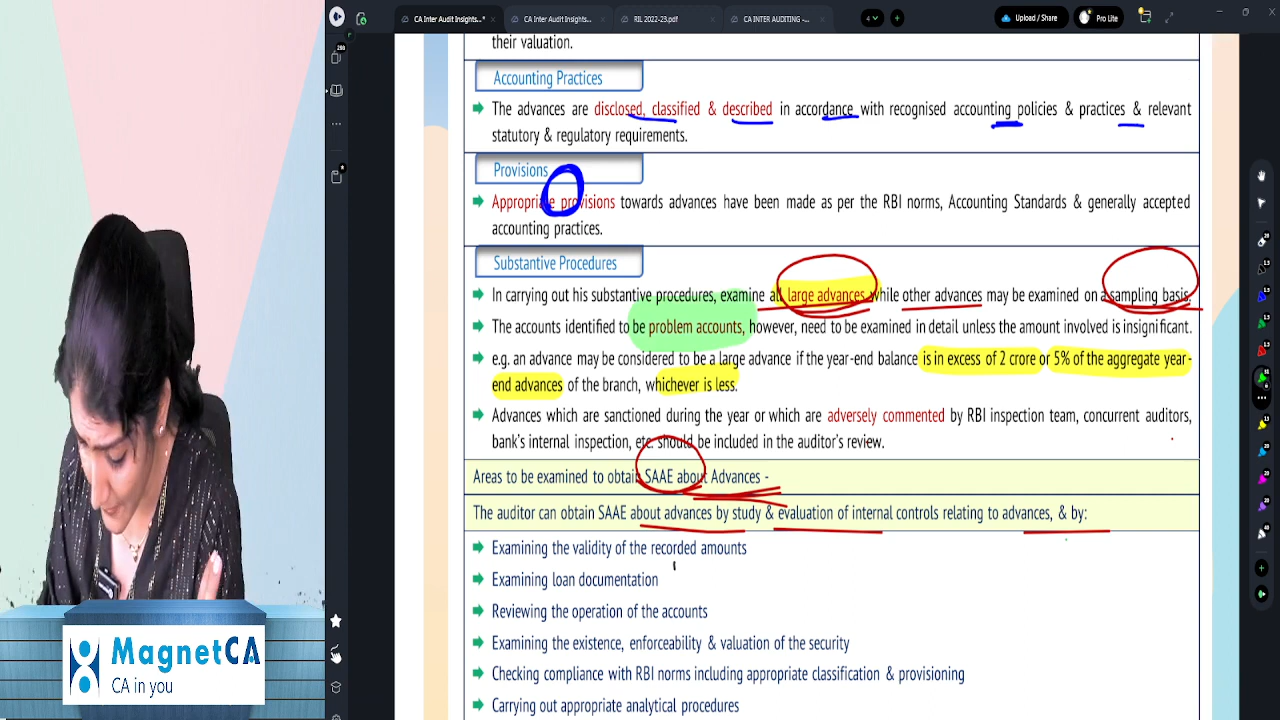 CA Inter Audit Insights...*
CA Inter Audit Insights...
RIL 2022-23.pdf
CA INTER AUDITING -...
4
Upload / Share
Pro Lite
their valuation.
Accounting Practices
The advances are disclosed, classified & described in accordance with recognised accounting policies & practices & relevant
statutory & regulatory requirements.
Provisions
Appropriate provisions towards advances have been made as per the RBI norms, Accounting Standards & generally accepted
accounting practices.
Substantive Procedures
In carrying out his substantive procedures, examine all large advances while other advances may be examined on a sampling basis.
The accounts identified to be problem accounts, however, need to be examined in detail unless the amount involved is insignificant.
e.g. an advance may be considered to be a large advance if the year-end balance is in excess of 2 crore or 5% of the aggregate year-
end advances of the branch, whichever is less.
Advances which are sanctioned during the year or which are adversely commented by RBI inspection team, concurrent auditors,
bank's internal inspection, etc. should be included in the auditor's review.
Areas to be examined to obtain SAAE about Advances -
The auditor can obtain SAAE about advances by study & evaluation of internal controls relating to advances, & by:
Examining the validity of the recorded amounts
Examining loan documentation
Reviewing the operation of the accounts
Examining the existence, enforceability & valuation of the security
Checking compliance with RBI norms including appropriate classification & provisioning
Carrying out appropriate analytical procedures
MagnetCA
CA in you